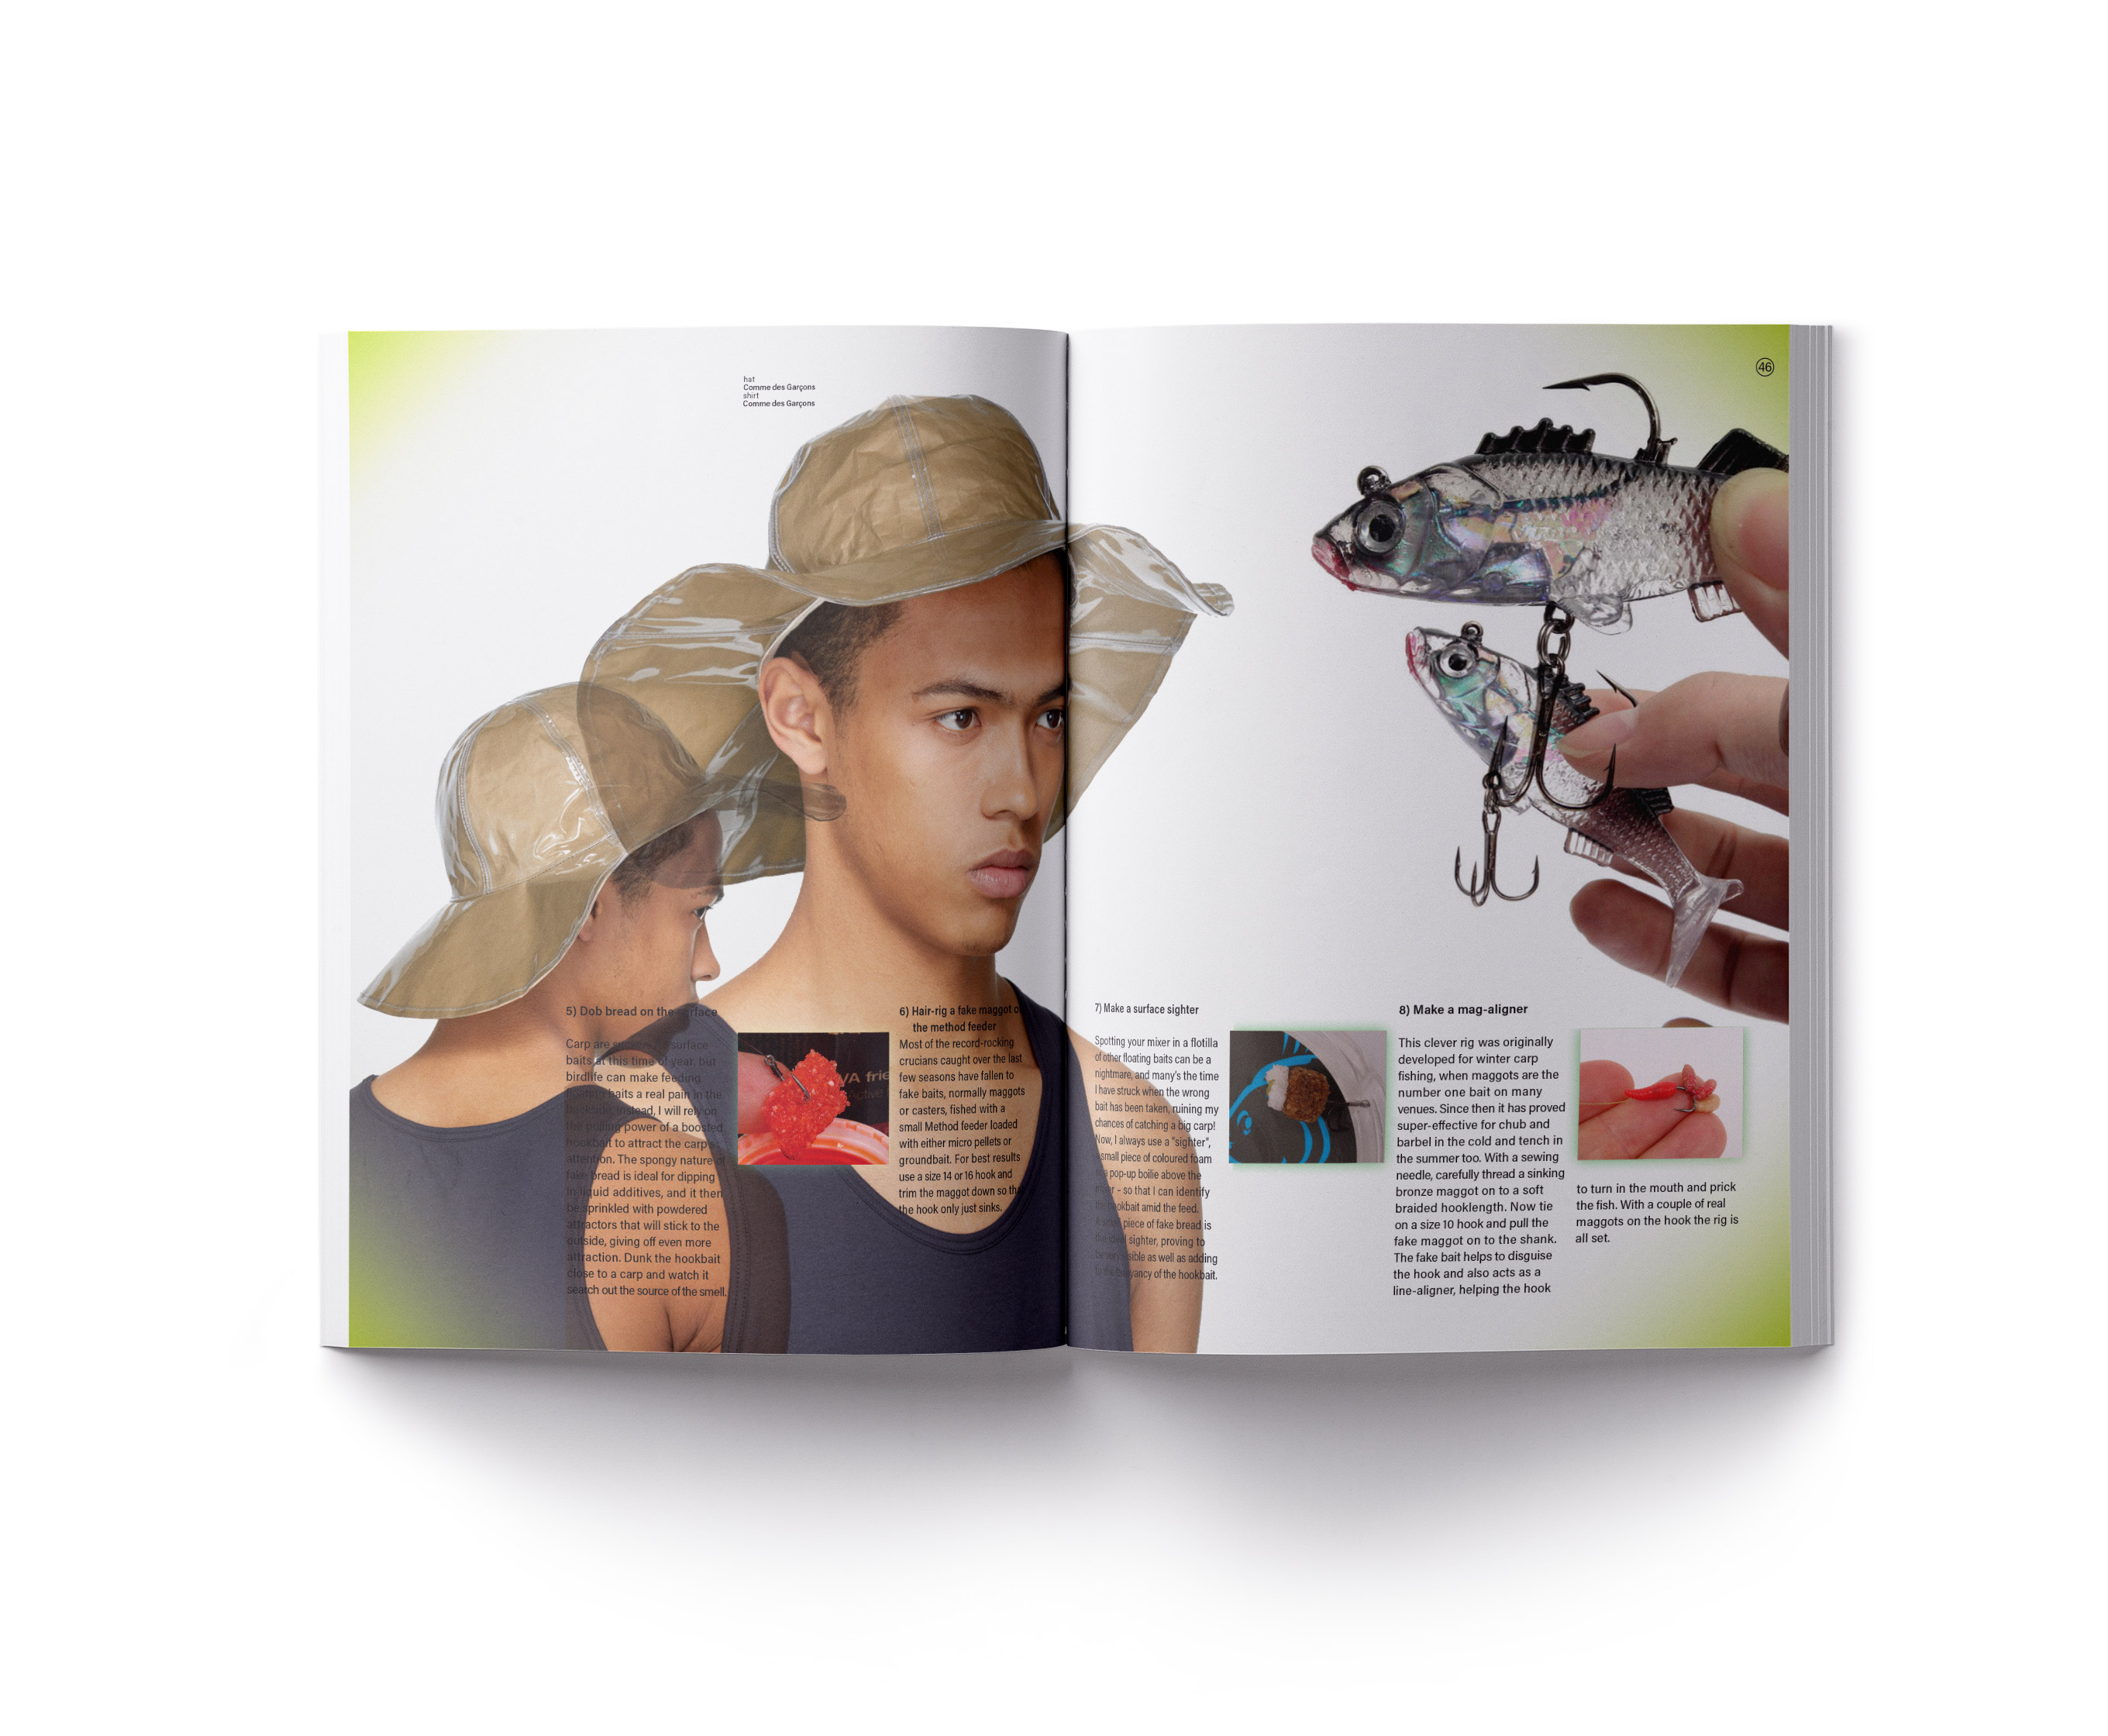 hat
Comme des Garçons
shirt
Comme des Garçons
46
5) Dob bread on the surface
Carp are surface
baits at this time of year, but
birdlife can make feeding
baits a real pain in the
Instead, I will rely on
the pulling power of a boosted
hookbait to attract the carp's
attention. The spongy nature of
fake bread is ideal for dipping
in liquid additives, and it then
be sprinkled with powdered
attractors that will stick to the
outside, giving off even more
attraction. Dunk the hookbait
close to a carp and watch it
search out the source of the smell.
VA frie
ective
6) Hair-rig a fake maggot on
the method feeder
Most of the record-rocking
crucians caught over the last
few seasons have fallen to
fake baits, normally maggots
or casters, fished with a
small Method feeder loaded
with either micro pellets or
groundbait. For best results
use a size 14 or 16 hook and
trim the maggot down so that
the hook only just sinks.
7) Make a surface sighter
Spotting your mixer in a flotilla
of other floating baits can be a
nightmare, and many's the time
I have struck when the wrong
bait has been taken, ruining my
chances of catching a big carp!
Now, I always use a "sighter",
a small piece of coloured foam
or a pop-up boilie above the
mixer – so that I can identify
the hookbait amid the feed.
A small piece of fake bread is
the ideal sighter, proving to
be very visible as well as adding
to the buoyancy of the hookbait.
8) Make a mag-aligner
This clever rig was originally
developed for winter carp
fishing, when maggots are the
number one bait on many
venues. Since then it has proved
super-effective for chub and
barbel in the cold and tench in
the summer too. With a sewing
needle, carefully thread a sinking
bronze maggot on to a soft
braided hooklength. Now tie
on a size 10 hook and pull the
fake maggot on to the shank.
The fake bait helps to disguise
the hook and also acts as a
line-aligner, helping the hook
to turn in the mouth and prick
the fish. With a couple of real
maggots on the hook the rig is
all set.